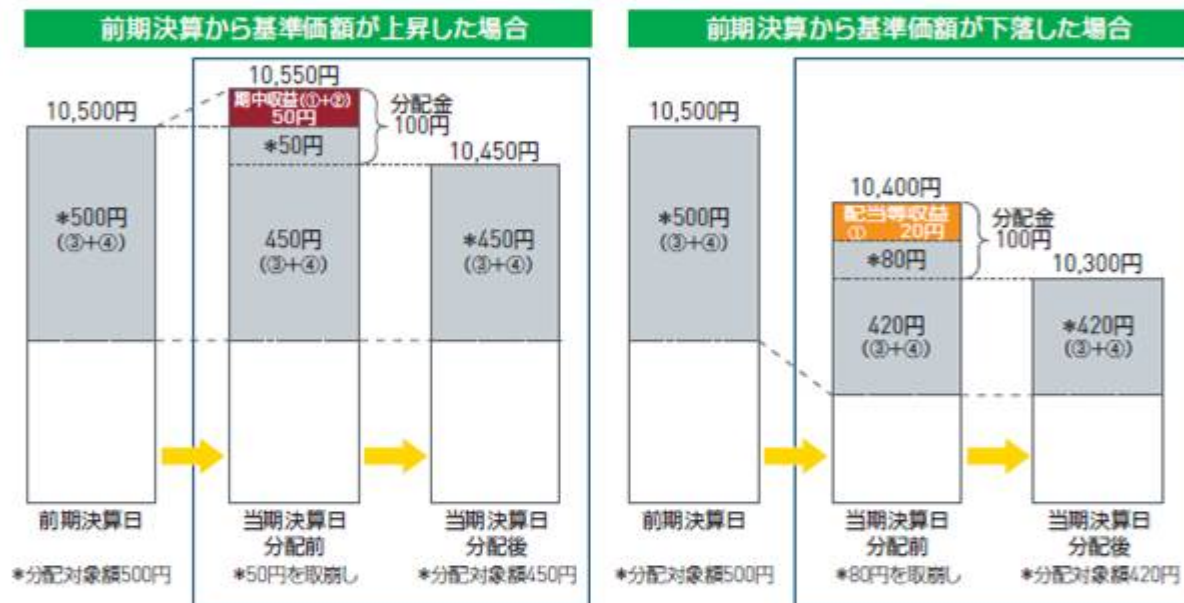 前期決算から基準価額が上昇した場合
10,500円
10,550円
期中収益(①+②)
50円
*50円
分配金
100円
10,450円
*500円
(③+④)
450円
(③+④)
*450円
(③+④)
前期決算日
当期決算日
分配前
当期決算日
分配後
*分配対象額500円
*50円を取崩し
*分配対象額450円
前期決算から基準価額が下落した場合
10,500円
10,400円
配当等収益
① 20円
*80円
分配金
100円
10,300円
*500円
(③+④)
420円
(③+④)
*420円
(③+④)
前期決算日
当期決算日
分配前
当期決算日
分配後
*分配対象額500円
*80円を取崩し
*分配対象額420円